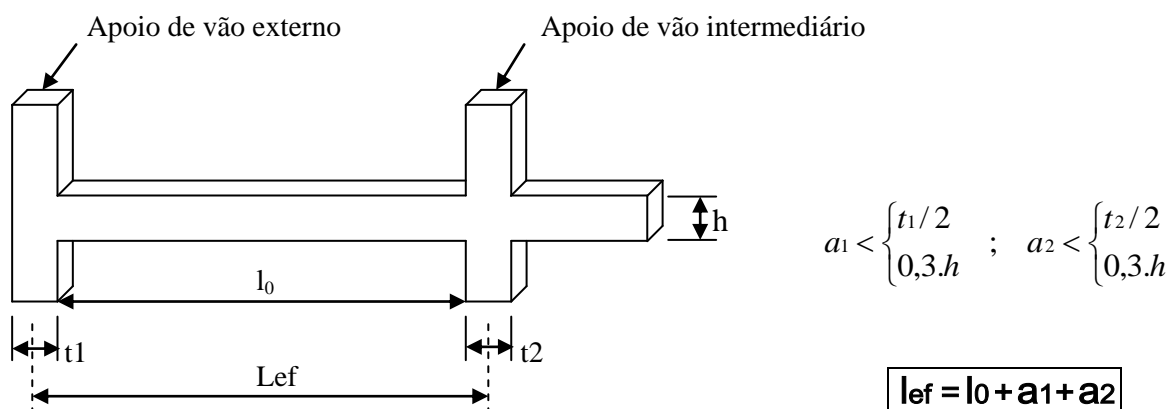 Apoio de vão externo
Apoio de vão intermediário
h
l₀
t1
t2
Lef
a1 < { t1/2 ; a2 < { t2/2
0,3.h 0,3.h
lef = l0 + a1 + a2